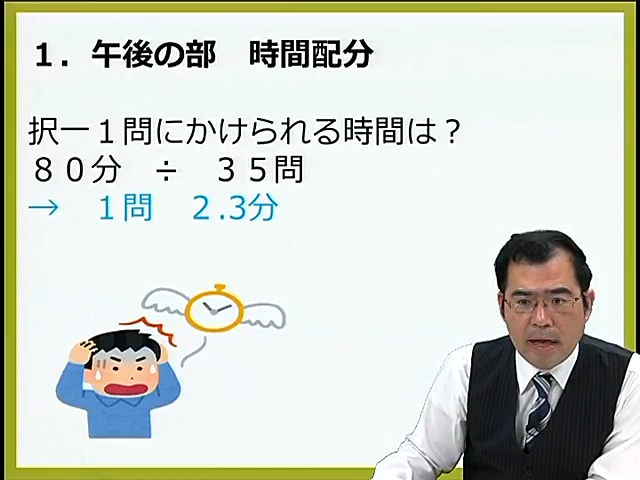 １．午後の部　時間配分
択一１問にかけられる時間は？
８０分　÷　３５問
→　１問　２.3分